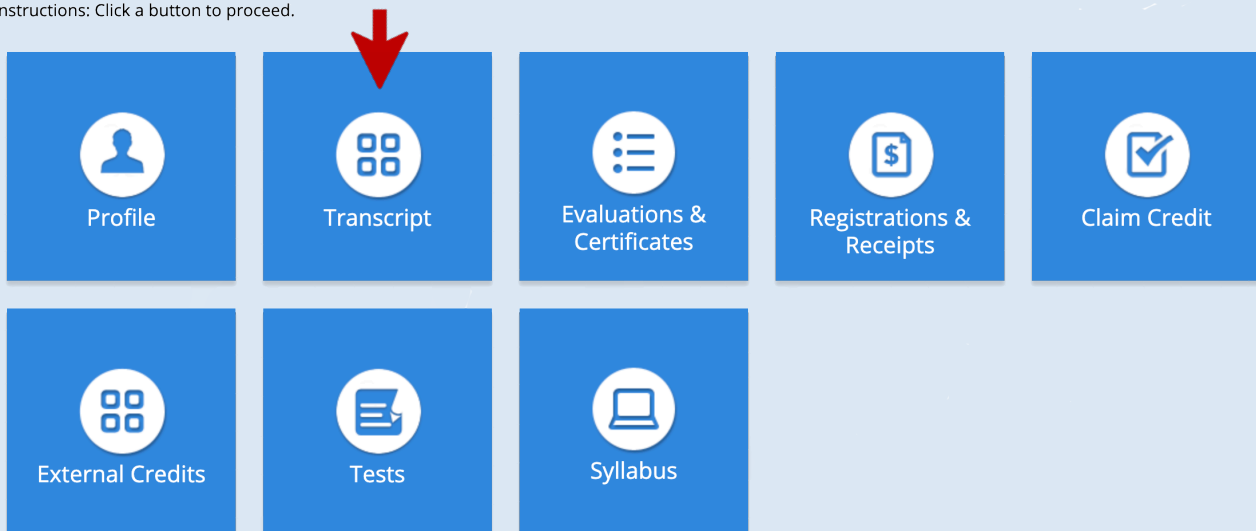 nstructions: Click a button to proceed.
Profile
Transcript
Evaluations &
Certificates
Registrations &
Receipts
Claim Credit
External Credits
Tests
Syllabus